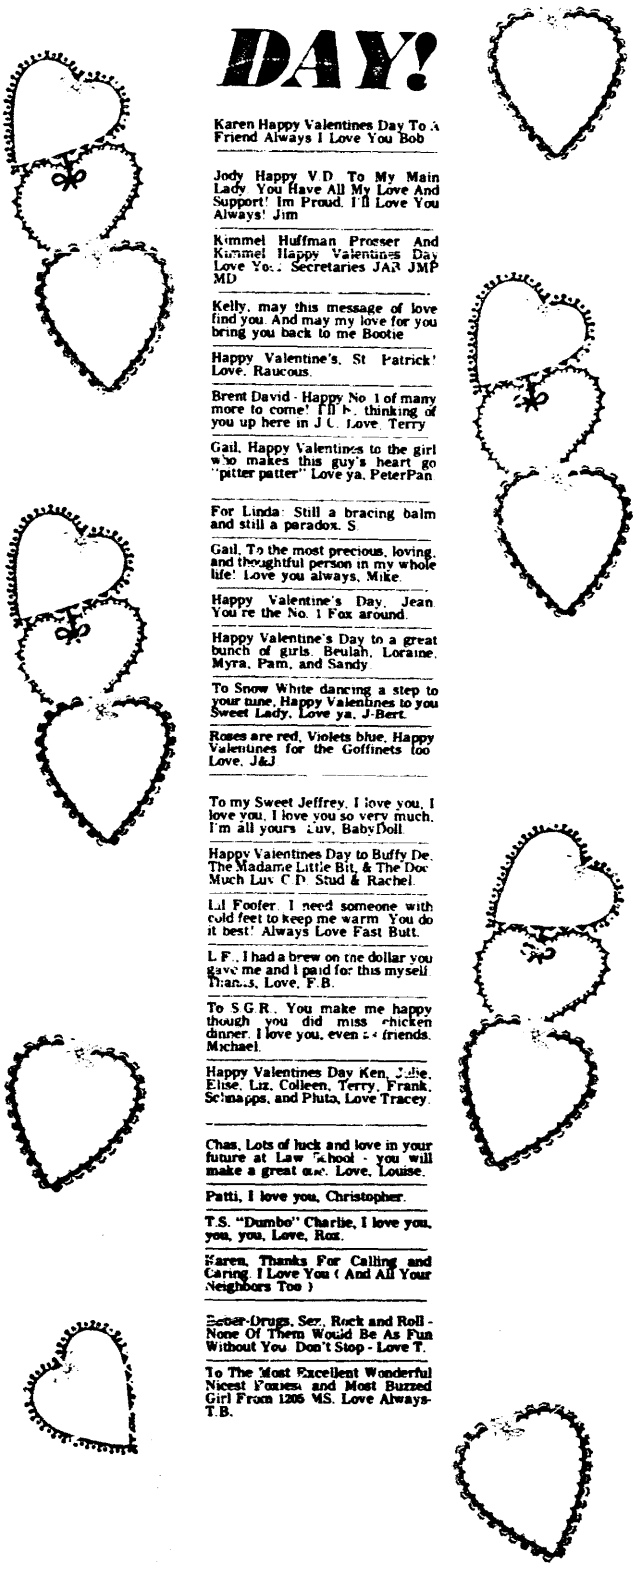 DAY!
Karen Happy Valentines Day To A
Friend Always I Love You Bob
Jody Happy V.D. To My Main
Lady. You Have All My Love And
Support! Im Proud. I'll Love You
Always! Jim
Kimmel Huffman Prosser And
Kimmel Happy Valentines Day
Love Your Secretaries JAB JMP
MD
Kelly, may this message of love
find you. And may my love for you
bring you back to me Bootie
Happy Valentine's, St Patrick!
Love, Raucous.
Brent David - Happy No 1 of many
more to come! I'll be thinking of
you up here in J C. Love, Terry
Gail, Happy Valentines to the girl
who makes this guy's heart go
"pitter patter" Love ya, PeterPan
For Linda: Still a bracing balm
and still a paradox. S
Gail, To the most precious, loving,
and thoughtful person in my whole
life! Love you always, Mike.
Happy Valentine's Day, Jean
You're the No. 1 Fox around.
Happy Valentine's Day to a great
bunch of girls. Beulah, Loraine,
Myra, Pam, and Sandy
To Snow White dancing a step to
your tune, Happy Valentines to you
Sweet Lady, Love ya, J-Bert.
Roses are red, Violets blue, Happy
Valentines for the Goffinets too
Love, J&J
To my Sweet Jeffrey, I love you, I
love you, I love you so very much.
I'm all yours Luv, BabyDoll
Happy Valentines Day to Buffy De,
The Madame Little Bit, & The Doc
Much Luv C.D. Stud & Rachel
Lil Foofer. I need someone with
cold feet to keep me warm You do
it best! Always Love Fast Butt.
L F., I had a brew on the dollar you
gave me and I paid for this myself.
Thanks, Love, F.B.
To S.G.R., You make me happy
though you did miss chicken
dinner. I love you, even as friends.
Michael.
Happy Valentines Day Ken, Julie,
Elise, Liz, Colleen, Terry, Frank,
Schnapps, and Pluto, Love Tracey.
Chas, Lots of luck and love in your
future at Law School - you will
make a great one. Love, Louise.
Patti, I love you, Christopher.
T.S. "Dumbo" Charlie, I love you,
you, you, Love, Rox.
Karen, Thanks For Calling and
Caring. I Love You ( And All Your
Neighbors Too )
Drugs, Sex, Rock and Roll -
None Of Them Would Be As Fun
Without You Don't Stop - Love T.
To The Most Excellent Wonderful
Nicest Foxiest and Most Buzzed
Girl From 1205 MS. Love Always-
T.B.